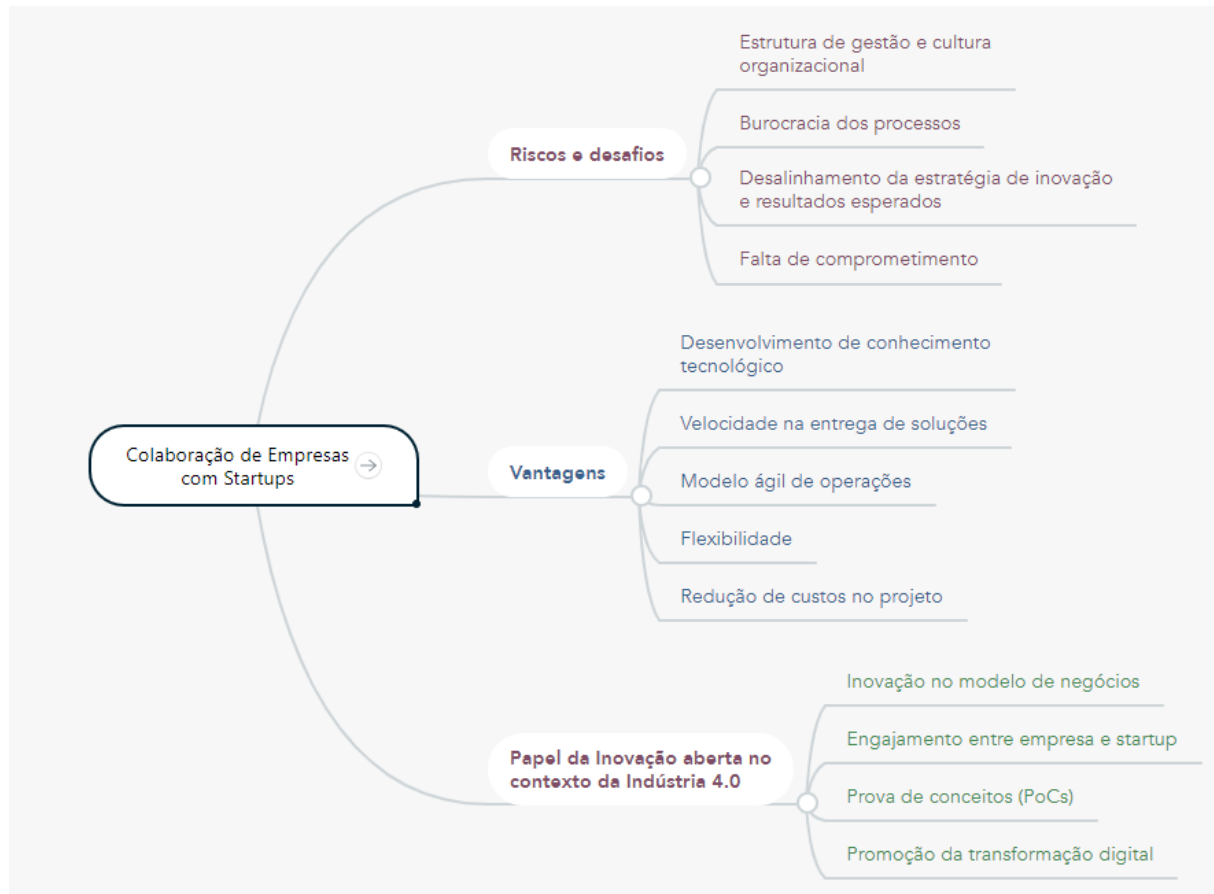 Estrutura de gestão e cultura
organizacional
Burocracia dos processos
Riscos e desafios
Desalinhamento da estratégia de inovação
e resultados esperados
Falta de comprometimento
Desenvolvimento de conhecimento
tecnológico
Velocidade na entrega de soluções
Colaboração de Empresas
com Startups
Vantagens
Modelo ágil de operações
Flexibilidade
Redução de custos no projeto
Inovação no modelo de negócios
Engajamento entre empresa e startup
Papel da Inovação aberta no
contexto da Indústria 4.0
Prova de conceitos (PoCs)
Promoção da transformação digital